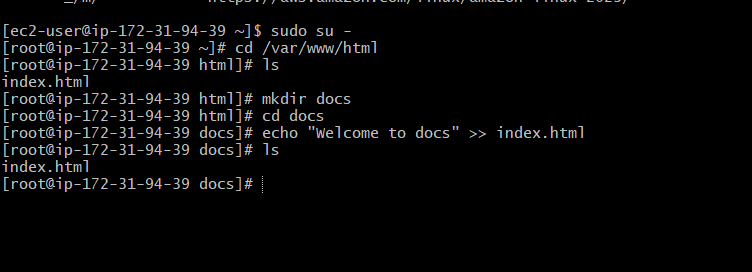 [ec2-user@ip-172-31-94-39 ~]$ sudo su -
[root@ip-172-31-94-39 ~]# cd /var/www/html
[root@ip-172-31-94-39 html]# ls
index.html
[root@ip-172-31-94-39 html]# mkdir docs
[root@ip-172-31-94-39 html]# cd docs
[root@ip-172-31-94-39 docs]# echo "Welcome to docs" >> index.html
[root@ip-172-31-94-39 docs]# ls
index.html
[root@ip-172-31-94-39 docs]#